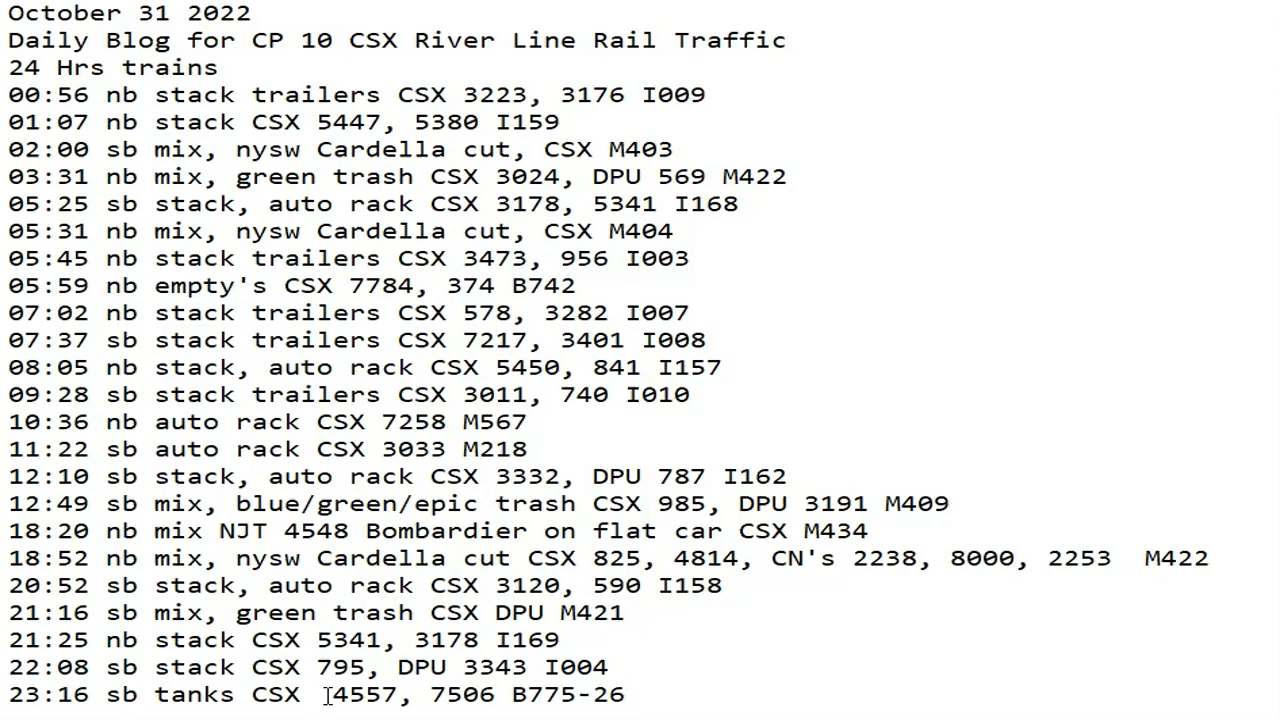 October 31 2022
Daily Blog for CP 10 CSX River Line Rail Traffic
24 Hrs trains
00:56 nb stack trailers CSX 3223, 3176 I009
01:07 nb stack CSX 5447, 5380 I159
02:00 sb mix, nysw Cardella cut, CSX M403
03:31 nb mix, green trash CSX 3024, DPU 569 M422
05:25 sb stack, auto rack CSX 3178, 5341 I168
05:31 nb mix, nysw Cardella cut, CSX M404
05:45 nb stack trailers CSX 3473, 956 I003
05:59 nb empty's CSX 7784, 374 B742
07:02 nb stack trailers CSX 578, 3282 I007
07:37 sb stack trailers CSX 7217, 3401 I008
08:05 nb stack, auto rack CSX 5450, 841 I157
09:28 sb stack trailers CSX 3011, 740 I010
10:36 nb auto rack CSX 7258 M567
11:22 sb auto rack CSX 3033 M218
12:10 sb stack, auto rack CSX 3332, DPU 787 I162
12:49 sb mix, blue/green/epic trash CSX 985, DPU 3191 M409
18:20 nb mix NJT 4548 Bombardier on flat car CSX M434
18:52 nb mix, nysw Cardella cut CSX 825, 4814, CN's 2238, 8000, 2253  M422
20:52 sb stack, auto rack CSX 3120, 590 I158
21:16 sb mix, green trash CSX DPU M421
21:25 nb stack CSX 5341, 3178 I169
22:08 sb stack CSX 795, DPU 3343 I004
23:16 sb tanks CSX  4557, 7506 B775-26